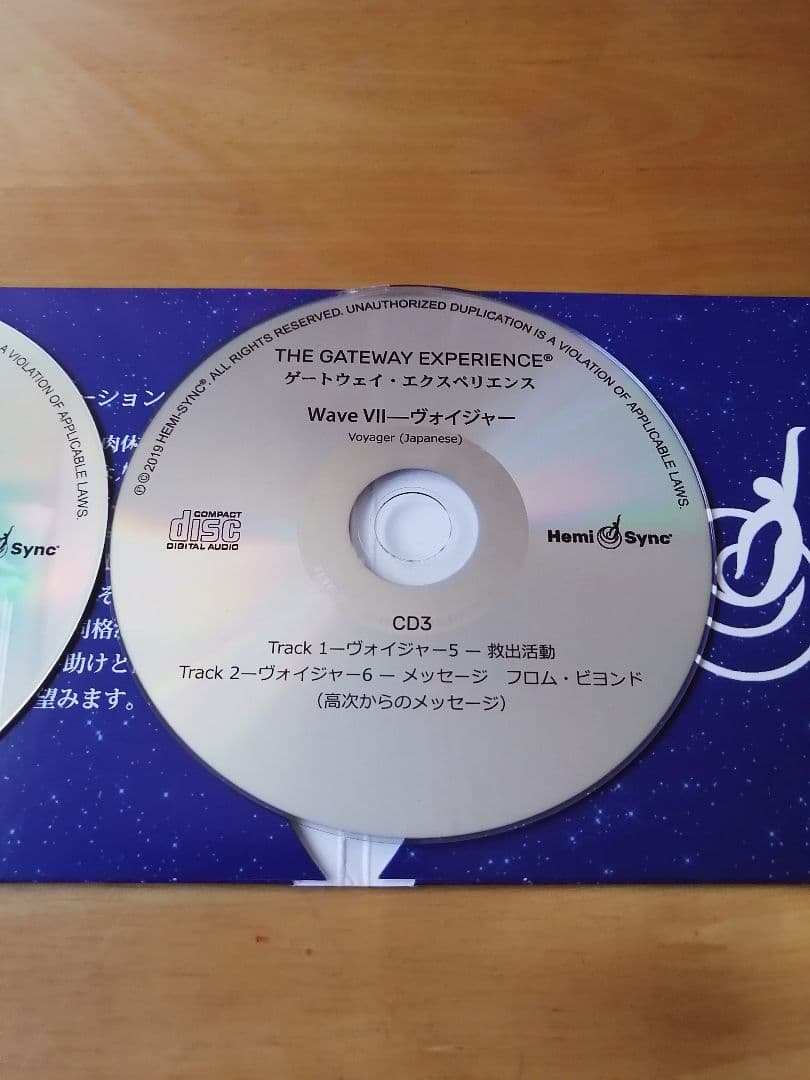 ℗©2019 HEMI-SYNC®. ALL RIGHTS RESERVED. UNAUTHORIZED DUPLICATION IS A VIOLATION OF APPLICABLE LAWS.
THE GATEWAY EXPERIENCE®
ゲートウェイ・エクスペリエンス
Wave VII―ヴォイジャー
Voyager (Japanese)
COMPACT
disc
DIGITAL AUDIO
Hemi Sync®
CD3
Track 1―ヴォイジャー5 ― 救出活動
Track 2―ヴォイジャー6 ― メッセージ フロム・ビヨンド
(高次からのメッセージ)
A VIOLATION OF APPLICABLE LAWS.
Sync®
ーション
肉体
助けと
望みます。